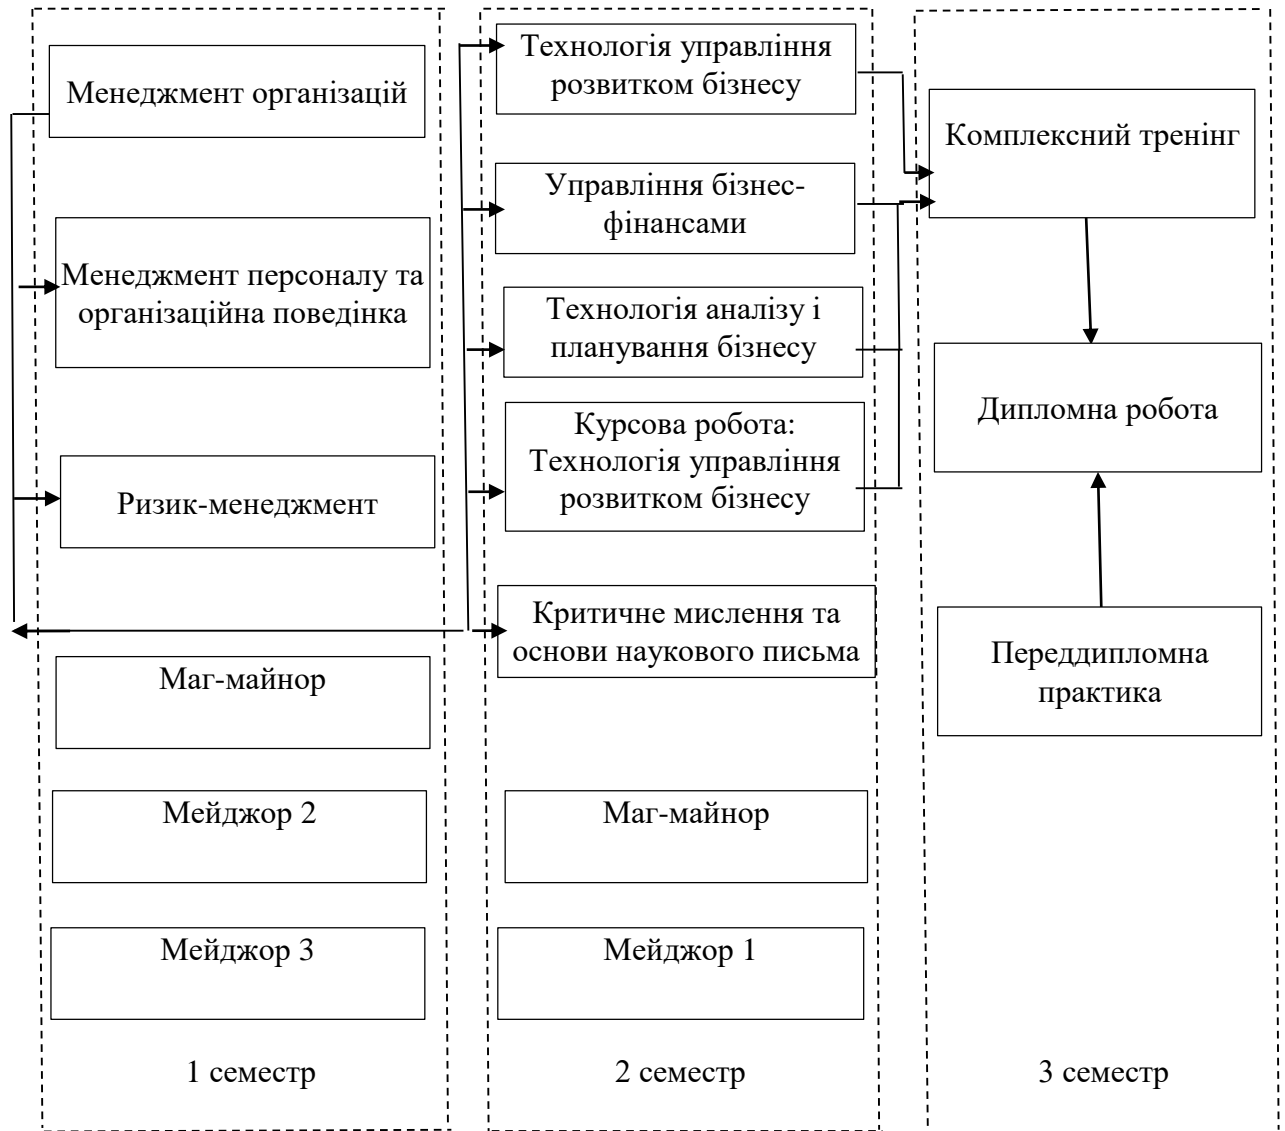 Менеджмент організацій
Менеджмент персоналу та
організаційна поведінка
Ризик-менеджмент
Маг-майнор
Мейджор 2
Мейджор 3
1 семестр
Технологія управління
розвитком бізнесу
Управління бізнес-
фінансами
Технологія аналізу і
планування бізнесу
Курсова робота:
Технологія управління
розвитком бізнесу
Критичне мислення та
основи наукового письма
Маг-майнор
Мейджор 1
2 семестр
Комплексний тренінг
Дипломна робота
Переддипломна
практика
3 семестр